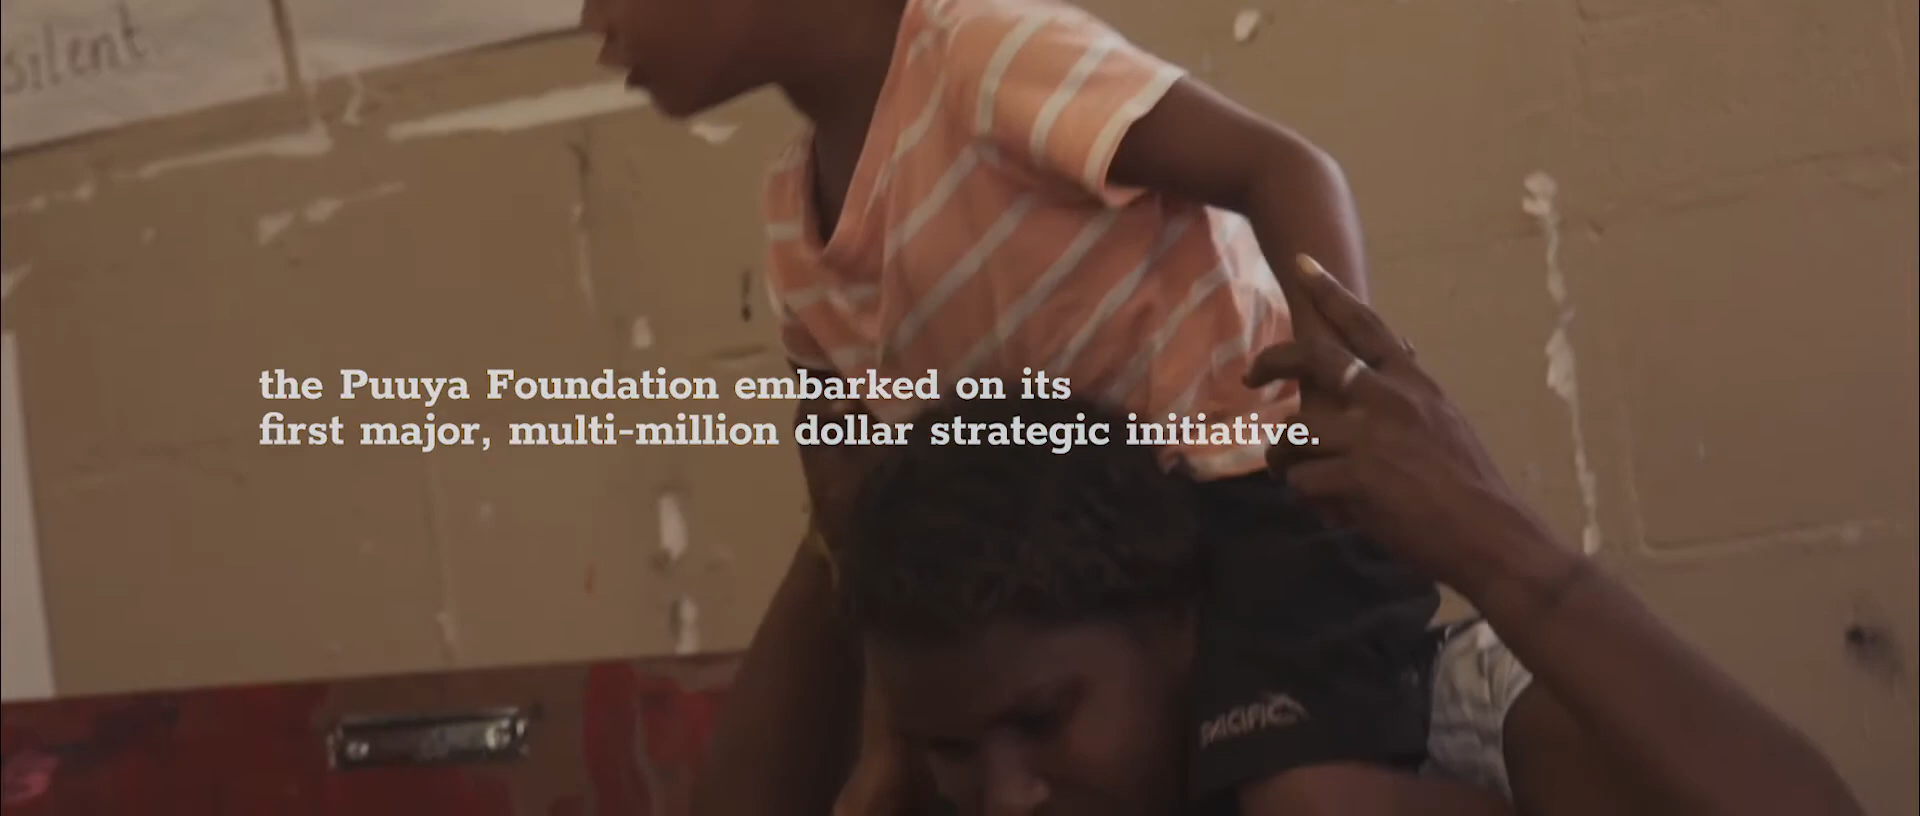 silent
the Puuya Foundation embarked on its
first major, multi-million dollar strategic initiative.
PACIFIC